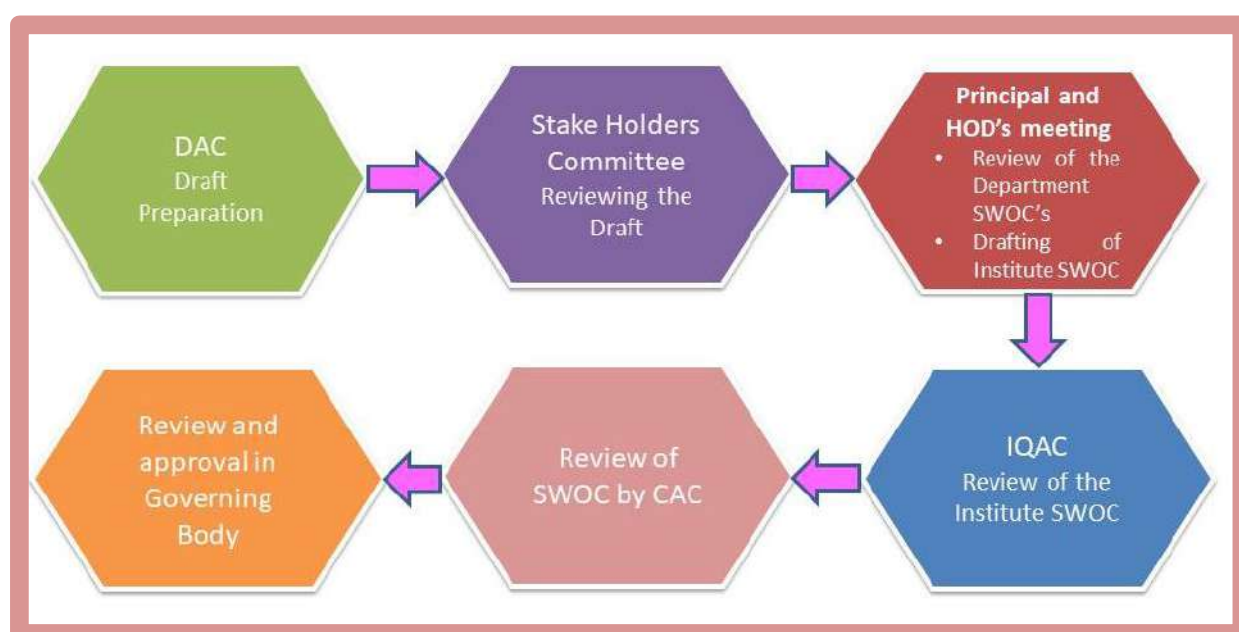 DAC
Draft
Preparation
Stake Holders
Committee
Reviewing the
Draft
Principal and
HOD's meeting
• Review of the
Department
SWOC's
• Drafting of
Institute SWOC
IQAC
Review of the
Institute SWOC
Review of
SWOC by CAC
Review and
approval in
Governing
Body